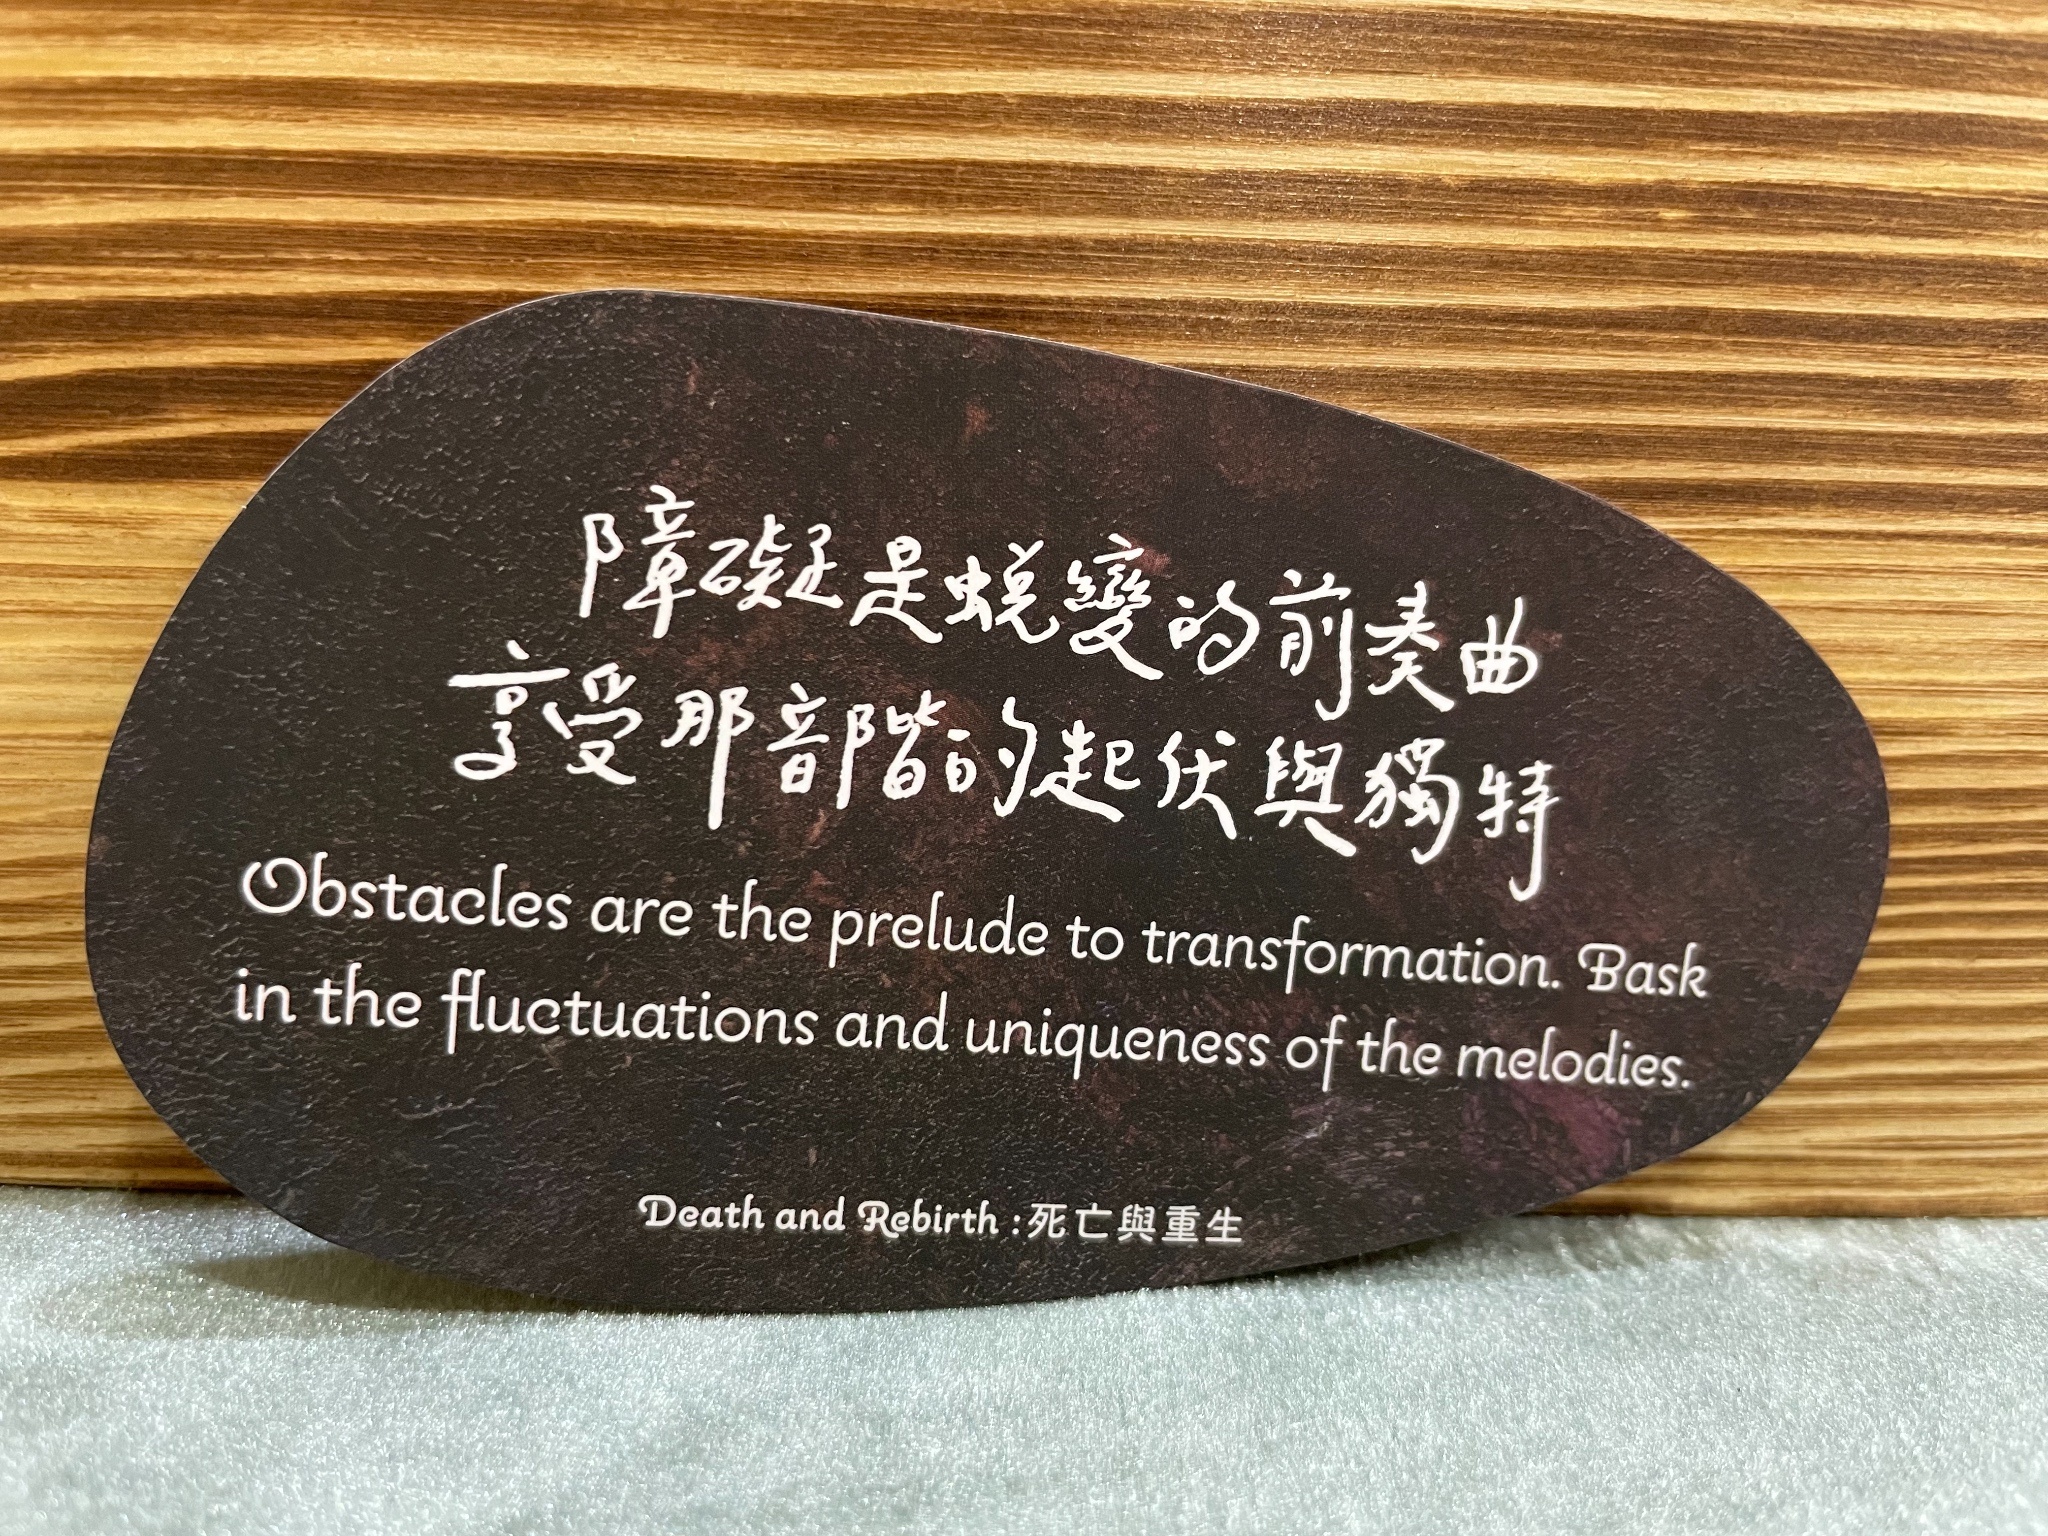 障礙是蛻變的前奏曲
享受那音階的起伏與獨特
Obstacles are the prelude to transformation. Bask
in the fluctuations and uniqueness of the melodies.
Death and Rebirth : 死亡與重生